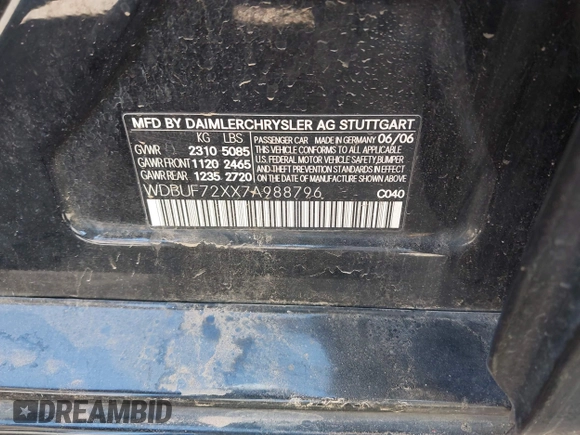 MFD BY DAIMLERCHRYSLER AG STUTTGART
KG LBS
GVWR 2310 5085
GAWR FRONT 1120 2465
GAWR REAR 1235 2720
PASSENGER CAR MADE IN GERMANY 06/06
THIS VEHICLE CONFORMS TO ALL APPLICABLE
U.S. FEDERAL MOTOR VEHICLE SAFETY, BUMPER
AND THEFT PREVENTION STANDARDS IN EFFECT
ON THE DATE OF MANUFACTURE SHOWN ABOVE
WDBUF72XX7A988796 C040
DREAMBID